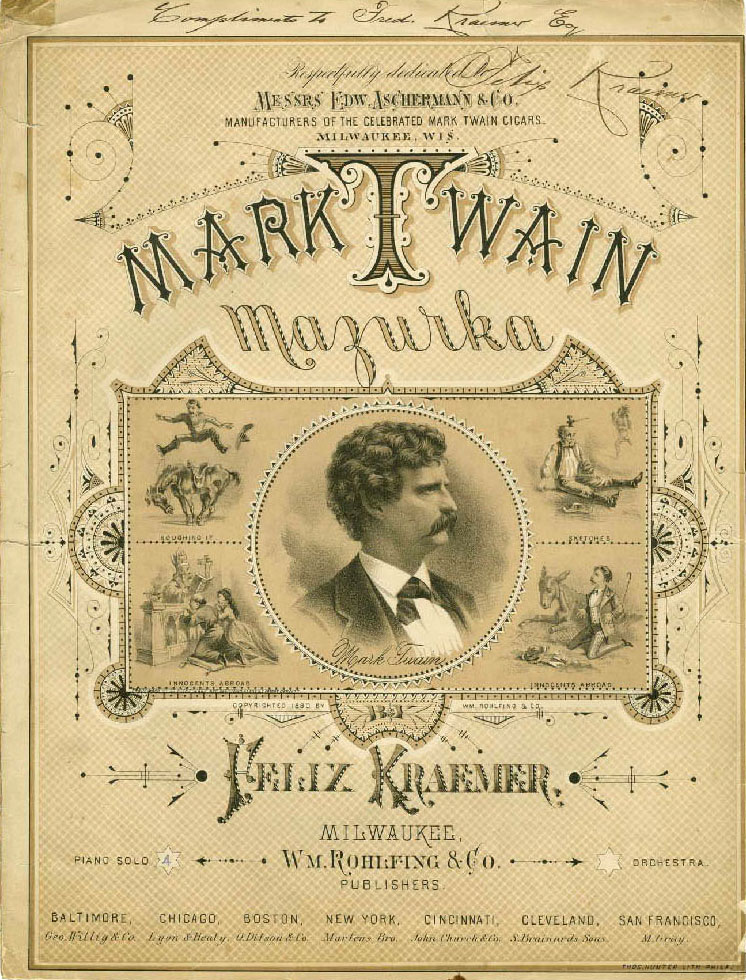 Compliments to Fred. Kraemer Esq
Respectfully dedicated to
Felix Kraemer
MESSRS EDW. ASCHERMANN & CO.
MANUFACTURERS OF THE CELEBRATED MARK TWAIN CIGARS.
MILWAUKEE, WIS.
MARK TWAIN
Mazurka
ROUGHING IT
SKETCHES
Mark Twain
INNOCENTS ABROAD
INNOCENTS ABROAD
COPYRIGHTED 1880 BY WM. ROHLFING & CO.
BY
FELIX KRAEMER.
MILWAUKEE,
PIANO SOLO 4 WM. ROHLFING & CO. ORCHESTRA.
PUBLISHERS.
BALTIMORE, CHICAGO, BOSTON, NEW YORK, CINCINNATI, CLEVELAND, SAN FRANCISCO,
Geo. Willig & Co. Lyon & Healy. O. Ditson & Co. Martens Bro. John Church & Co. S. Brainards Sons. M. Gray.
THOS. HUNTER LITH. PHILA.